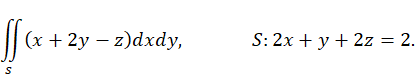 ∬_S (x + 2y − z)dxdy, S: 2x + y + 2z = 2.